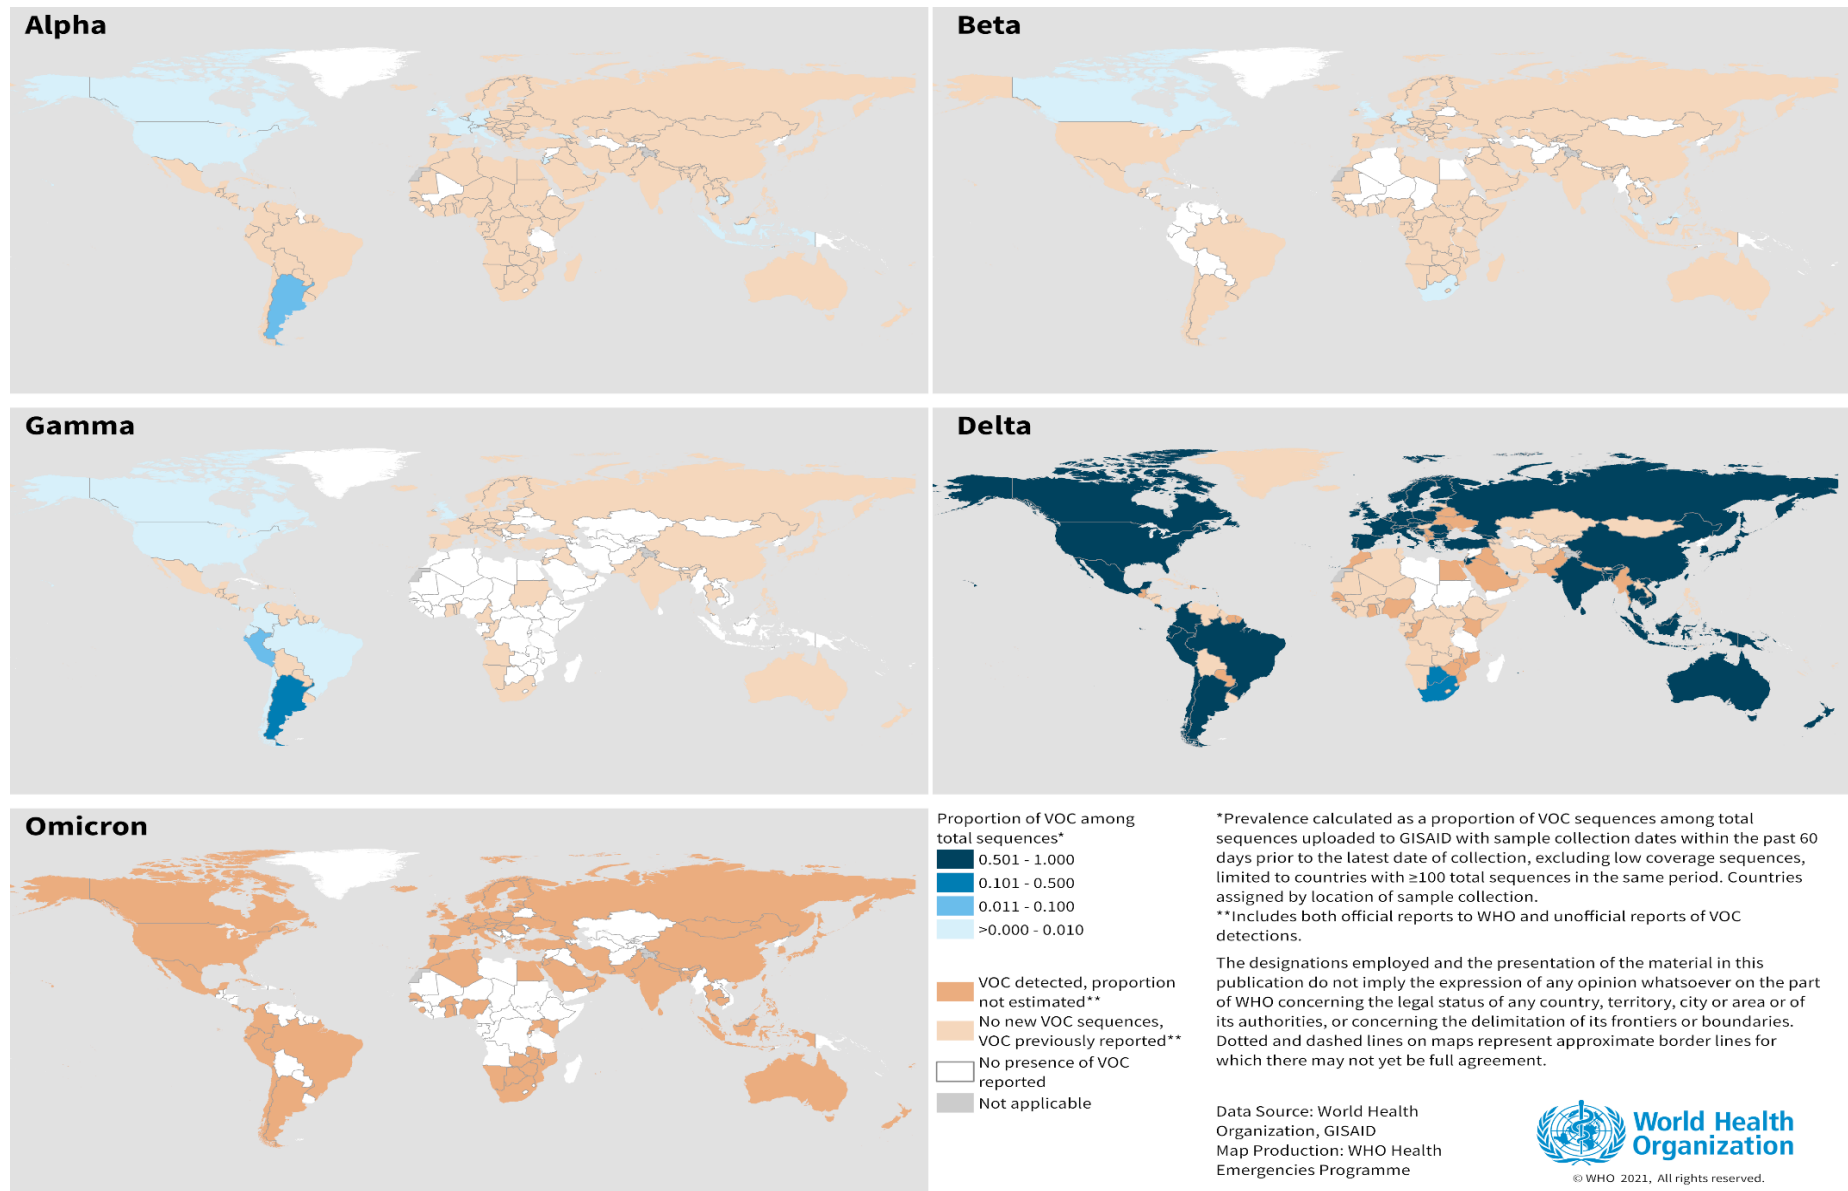 Alpha
Beta
Gamma
Delta
Omicron
Proportion of VOC among
total sequences*
0.501 - 1.000
0.101 - 0.500
0.011 - 0.100
>0.000 - 0.010
VOC detected, proportion
not estimated**
No new VOC sequences,
VOC previously reported**
No presence of VOC
reported
Not applicable
*Prevalence calculated as a proportion of VOC sequences among total
sequences uploaded to GISAID with sample collection dates within the past 60
days prior to the latest date of collection, excluding low coverage sequences,
limited to countries with ≥100 total sequences in the same period. Countries
assigned by location of sample collection.
**Includes both official reports to WHO and unofficial reports of VOC
detections.
The designations employed and the presentation of the material in this
publication do not imply the expression of any opinion whatsoever on the part
of WHO concerning the legal status of any country, territory, city or area or of
its authorities, or concerning the delimitation of its frontiers or boundaries.
Dotted and dashed lines on maps represent approximate border lines for
which there may not yet be full agreement.
Data Source: World Health
Organization, GISAID
Map Production: WHO Health
Emergencies Programme
World Health
Organization
© WHO 2021, All rights reserved.